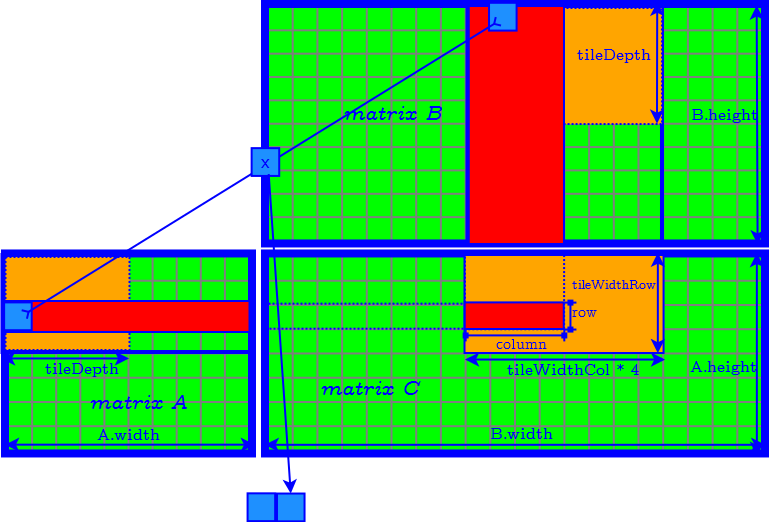 tileDepth
matrix B
B.height
x
tileWidthRow
row
column
tileDepth
tileWidthCol * 4
A.height
matrix C
matrix A
A.width
B.width